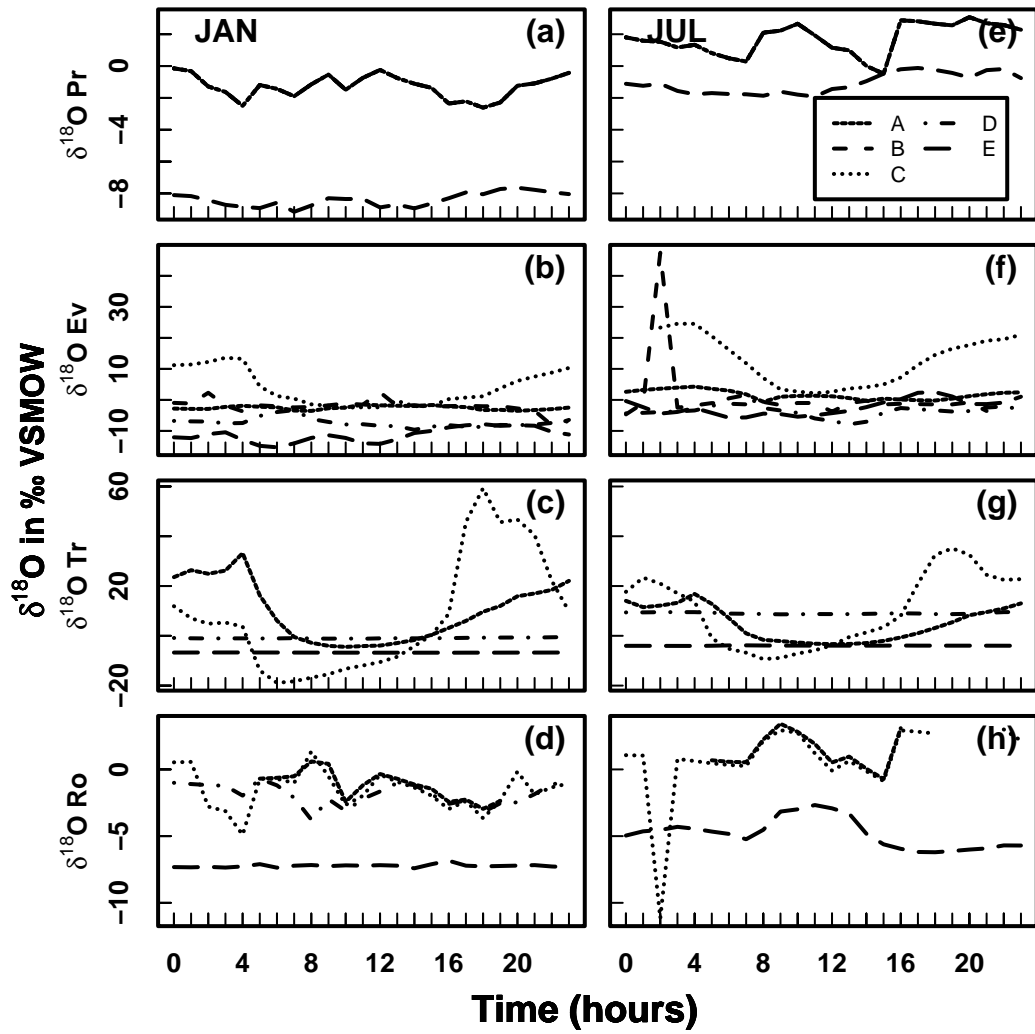 JAN
(a)
JUL
(e)
0
−4
−8
δ18O Pr
A
B
C
D
E
(b)
(f)
30
10
−10
δ18O Ev
(c)
(g)
60
20
−20
δ18O Tr
(d)
(h)
0
−5
−10
δ18O Ro
δ18O in ‰ VSMOW
0 4 8 12 16 20
0 4 8 12 16 20
Time (hours)